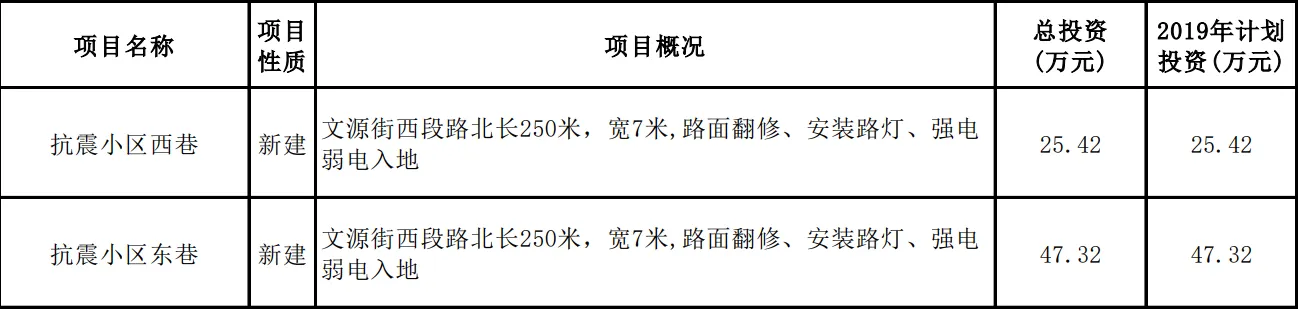 项目名称
项目
性质
项目概况
总投资
(万元)
2019年计划
投资(万元)
抗震小区西巷
新建
文源街西段路北长250米，宽7米,路面翻修、安装路灯、强电
弱电入地
25.42
25.42
抗震小区东巷
新建
文源街西段路北长250米，宽7米,路面翻修、安装路灯、强电
弱电入地
47.32
47.32